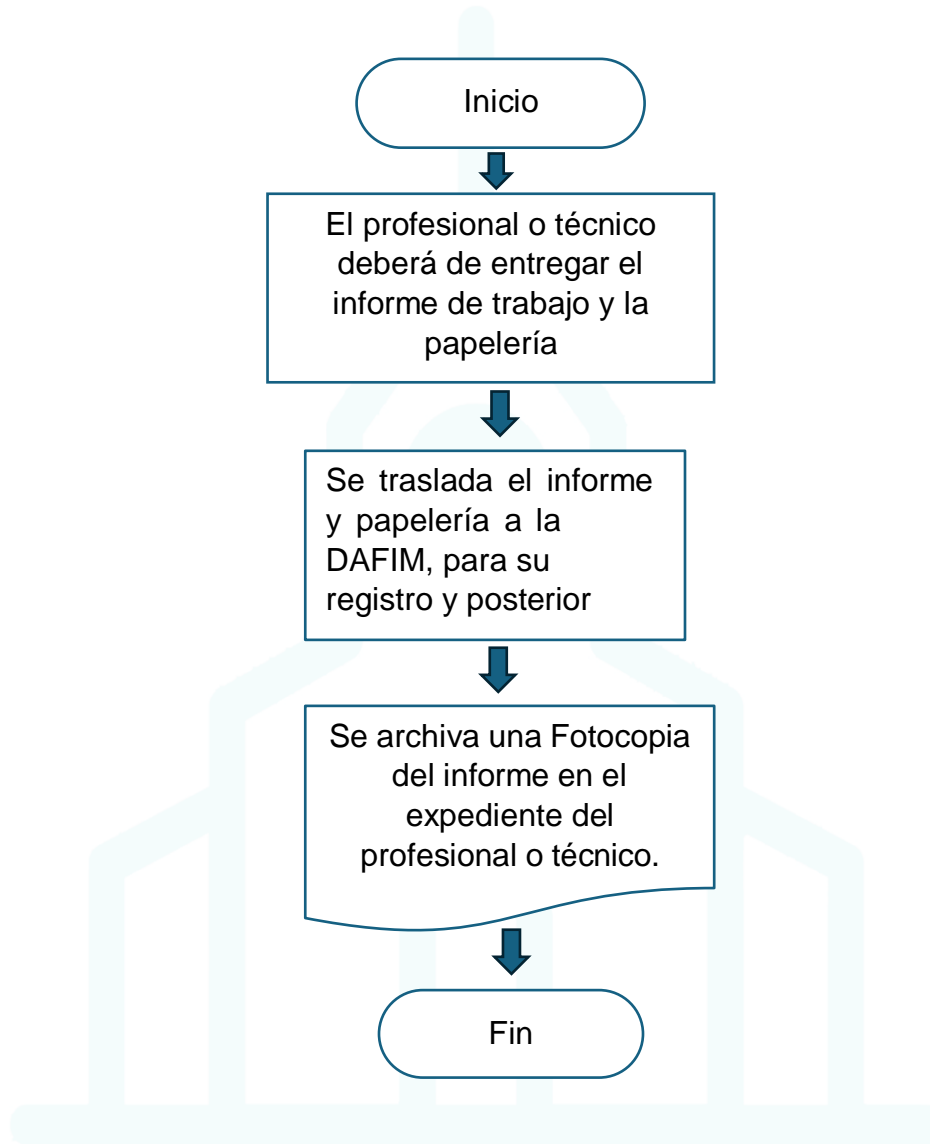 Inicio
El profesional o técnico
deberá de entregar el
informe de trabajo y la
papelería
Se traslada el informe
y papelería a la
DAFIM, para su
registro y posterior
Se archiva una Fotocopia
del informe en el
expediente del
profesional o técnico.
Fin